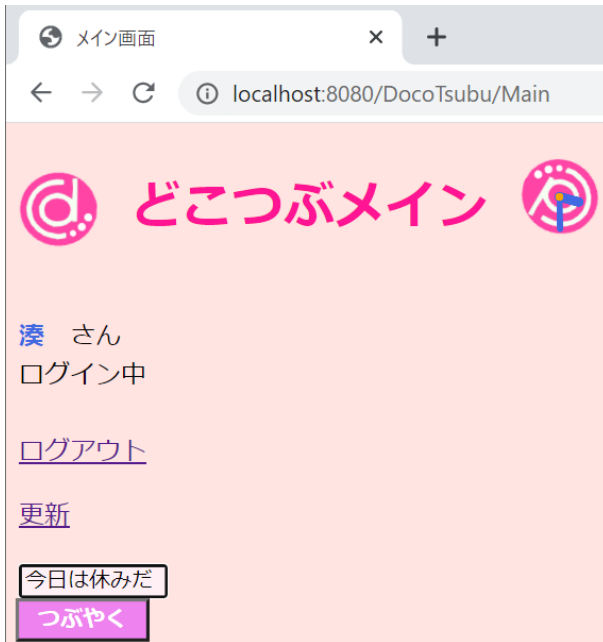 メイン画面
localhost:8080/DocoTsubu/Main
どこつぶメイン
湊 さん
ログイン中
ログアウト
更新
今日は休みだ
つぶやく